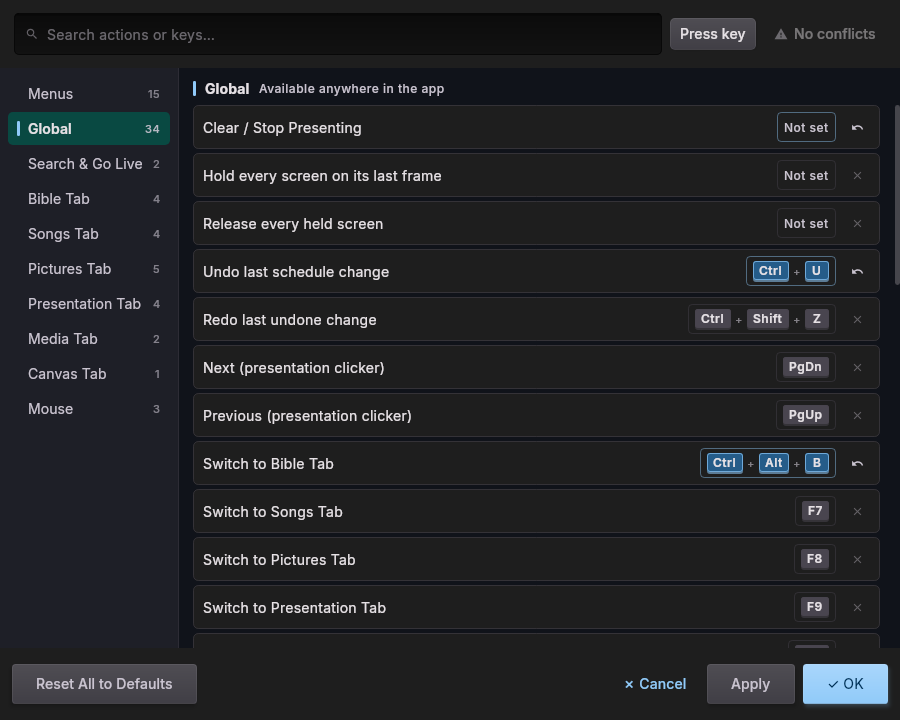 Search actions or keys...
Press key
No conflicts
Menus 15
Global 34
Search & Go Live 2
Bible Tab 4
Songs Tab 4
Pictures Tab 5
Presentation Tab 4
Media Tab 2
Canvas Tab 1
Mouse 3
Global Available anywhere in the app
Clear / Stop Presenting Not set
Hold every screen on its last frame Not set
Release every held screen Not set
Undo last schedule change Ctrl + U
Redo last undone change Ctrl + Shift + Z
Next (presentation clicker) PgDn
Previous (presentation clicker) PgUp
Switch to Bible Tab Ctrl + Alt + B
Switch to Songs Tab F7
Switch to Pictures Tab F8
Switch to Presentation Tab F9
Reset All to Defaults
Cancel
Apply
OK